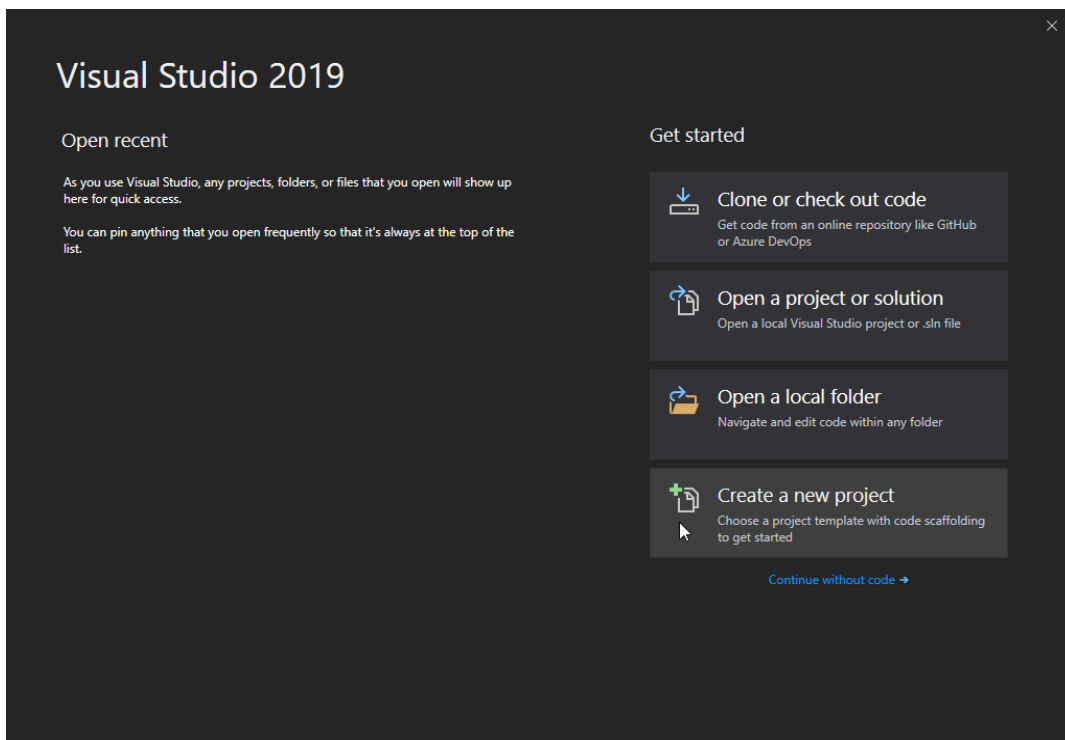 Visual Studio 2019
Open recent
As you use Visual Studio, any projects, folders, or files that you open will show up
here for quick access.
You can pin anything that you open frequently so that it's always at the top of the
list.
Get started
Clone or check out code
Get code from an online repository like GitHub
or Azure DevOps
Open a project or solution
Open a local Visual Studio project or .sln file
Open a local folder
Navigate and edit code within any folder
Create a new project
Choose a project template with code scaffolding
to get started
Continue without code →